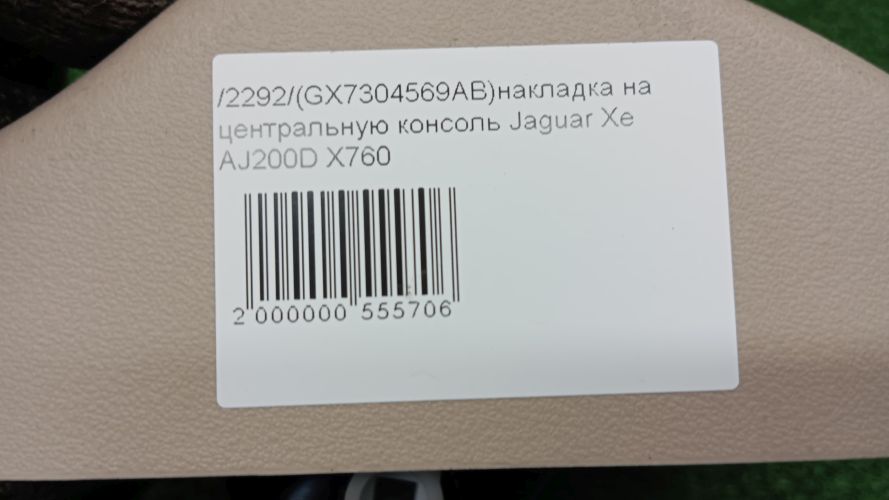 /2292/(GX7304569AB)накладка на
центральную консоль Jaguar Xe
AJ200D X760
2 000000 555706